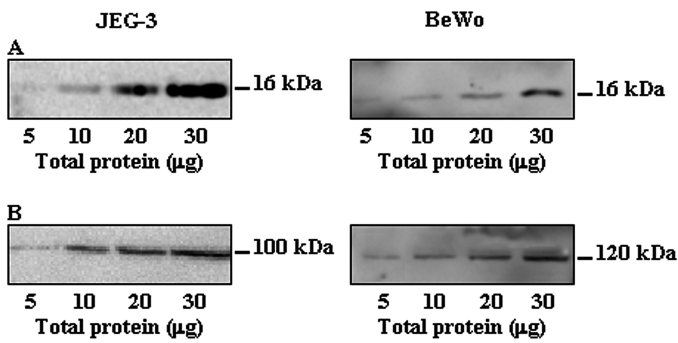 JEG-3 BeWo
A
16 kDa 16 kDa
5 10 20 30 5 10 20 30
Total protein (µg) Total protein (µg)
B
100 kDa 120 kDa
5 10 20 30 5 10 20 30
Total protein (µg) Total protein (µg)